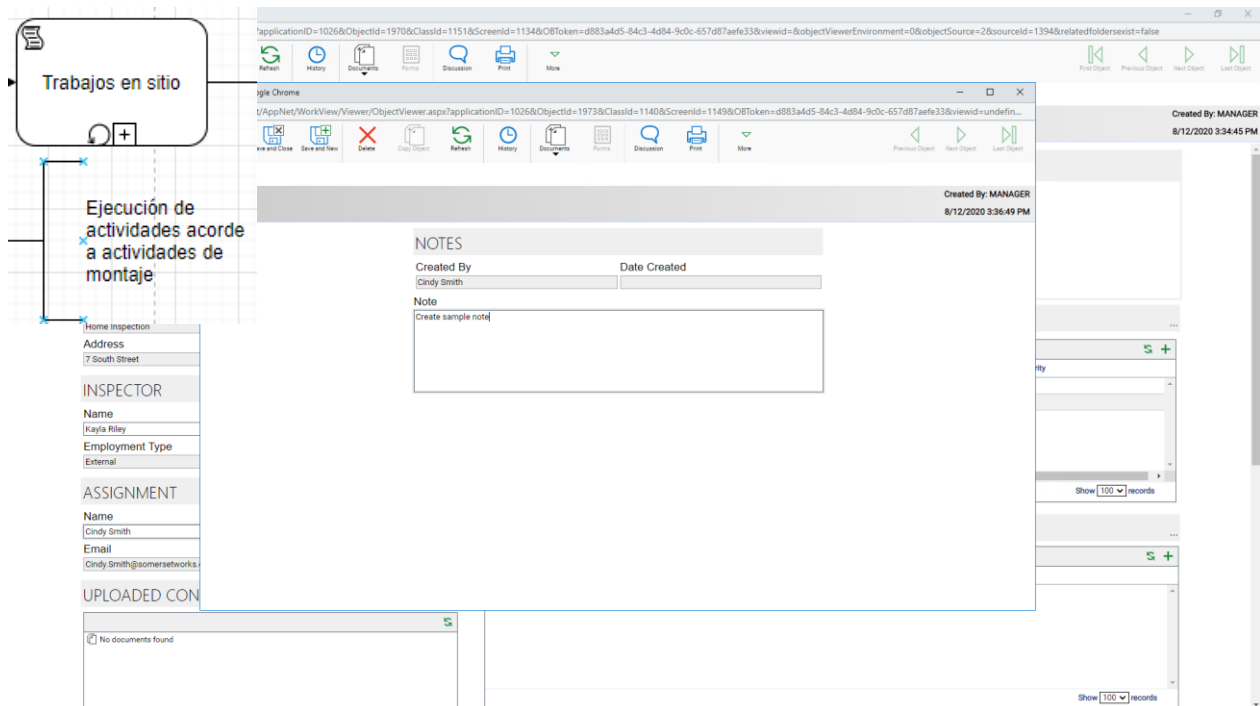 Trabajos en sitio
Ejecución de
actividades acorde
a actividades de
montaje
?applicationID=1026&ObjectId=1970&ClassId=1151&ScreenId=1134&OBToken=d883a4d5-84c3-4d84-9c0c-657d87aefe33&viewid=&objectViewerEnvironment=0&objectSource=2&sourceId=1394&relatedfoldersexist=false
Refresh History Documents Forms Discussion Print More First Object Previous Object Next Object Last Object
Created By: MANAGER
8/12/2020 3:34:45 PM
ogle Chrome
t/AppNet/WorkView/Viewer/ObjectViewer.aspx?applicationID=1026&ObjectId=1973&ClassId=1140&ScreenId=1149&OBToken=d883a4d5-84c3-4d84-9c0c-657d87aefe33&viewid=undefin...
ave and Close Save and New Delete Copy Object Refresh History Documents Forms Discussion Print More Previous Object Next Object Last Object
Created By: MANAGER
8/12/2020 3:36:49 PM
NOTES
Created By Date Created
Cindy Smith
Note
Create sample note
Home Inspection
Address
7 South Street
INSPECTOR
Name
Kayla Riley
Employment Type
External
ASSIGNMENT
Name
Cindy Smith
Email
Cindy.Smith@somersetworks.
UPLOADED CON
No documents found
...
rity
Show 100 records
...
Show 100 records